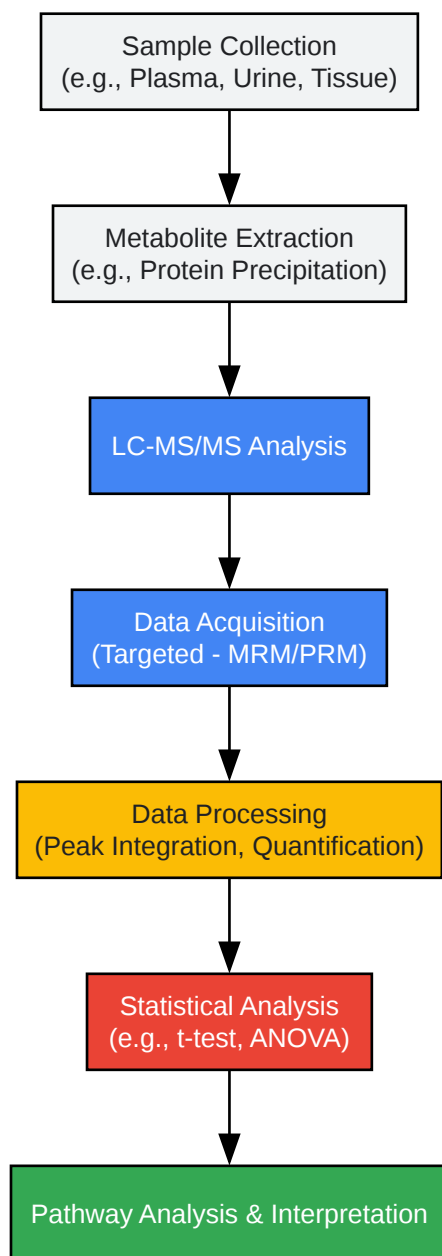 Sample Collection
(e.g., Plasma, Urine, Tissue)
Metabolite Extraction
(e.g., Protein Precipitation)
LC-MS/MS Analysis
Data Acquisition
(Targeted - MRM/PRM)
Data Processing
(Peak Integration, Quantification)
Statistical Analysis
(e.g., t-test, ANOVA)
Pathway Analysis & Interpretation